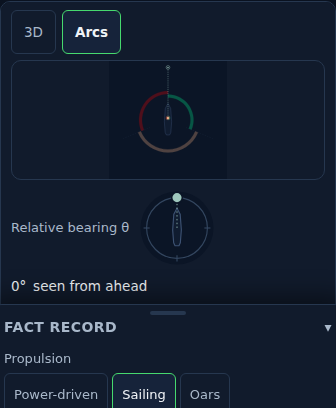 3D Arcs
Relative bearing θ
0° seen from ahead
FACT RECORD ▼
Propulsion
Power-driven Sailing Oars